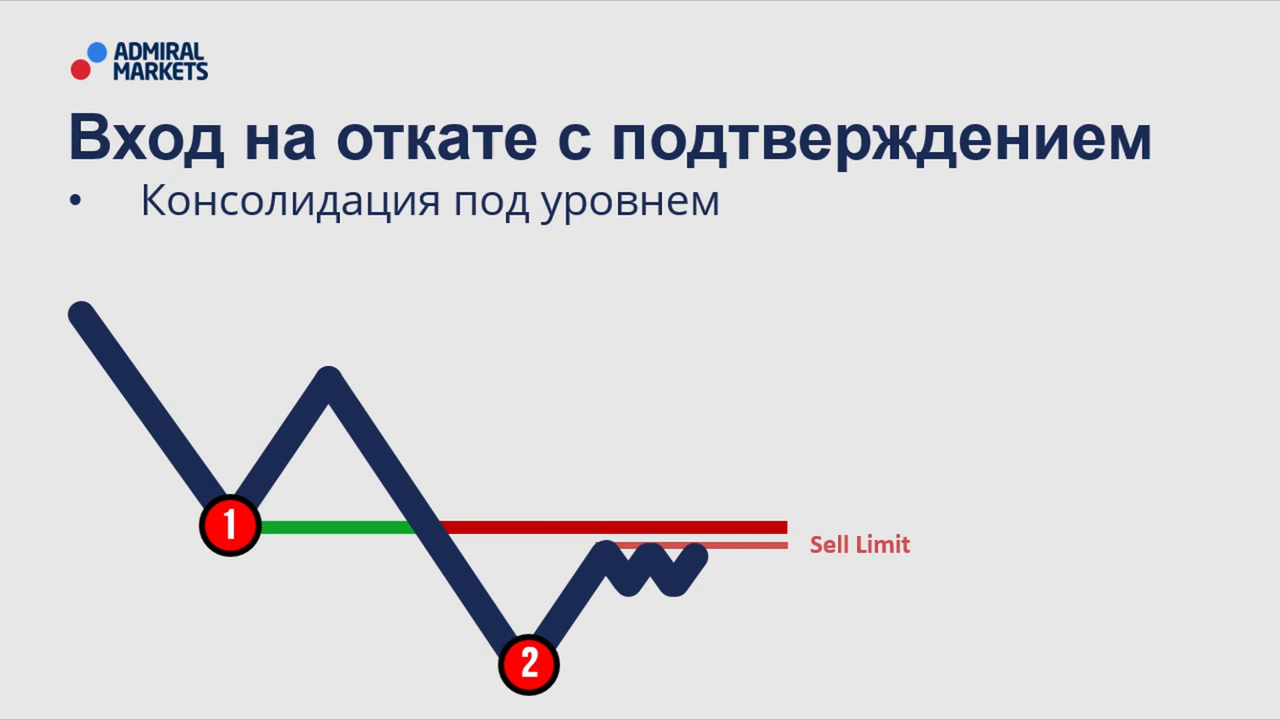 ADMIRAL
MARKETS
Вход на откате с подтверждением
• Консолидация под уровнем
1
Sell Limit
2